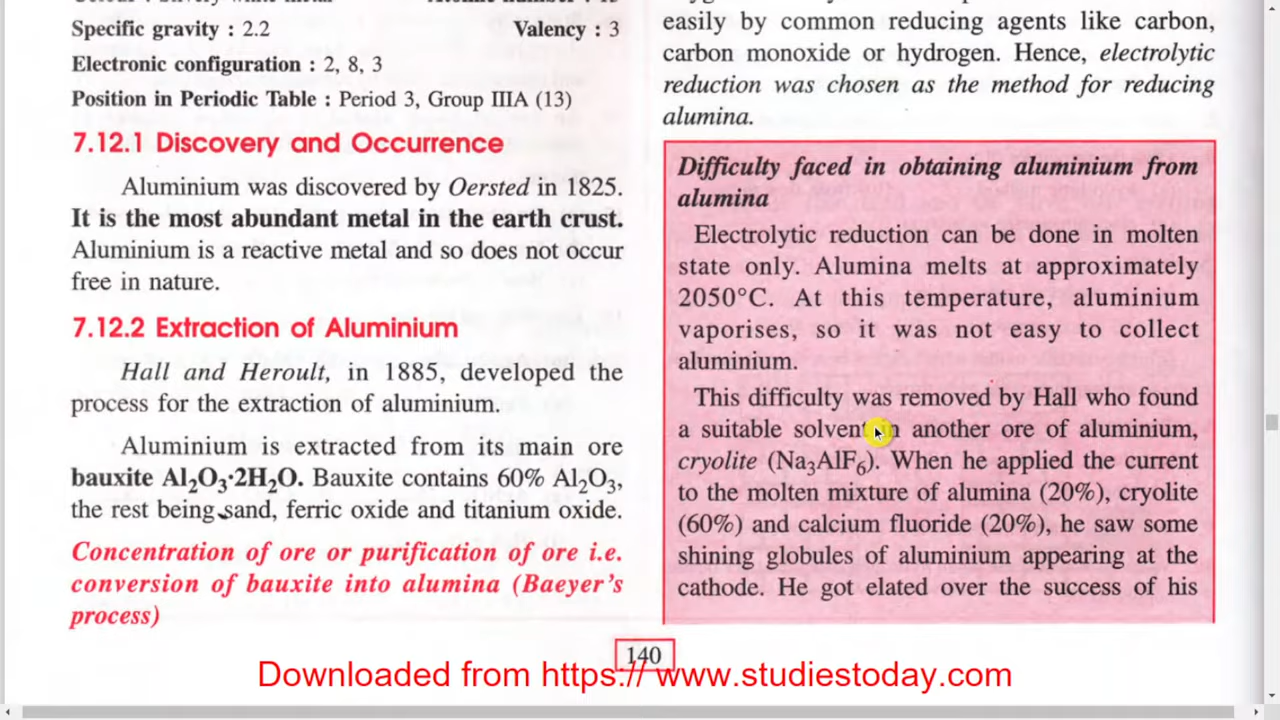 Specific gravity : 2.2 Valency : 3
Electronic configuration : 2, 8, 3
Position in Periodic Table : Period 3, Group IIIA (13)
7.12.1 Discovery and Occurrence
Aluminium was discovered by Oersted in 1825.
It is the most abundant metal in the earth crust.
Aluminium is a reactive metal and so does not occur
free in nature.
7.12.2 Extraction of Aluminium
Hall and Heroult, in 1885, developed the
process for the extraction of aluminium.
Aluminium is extracted from its main ore
bauxite Al₂O₃·2H₂O. Bauxite contains 60% Al₂O₃,
the rest being sand, ferric oxide and titanium oxide.
Concentration of ore or purification of ore i.e.
conversion of bauxite into alumina (Baeyer's
process)
easily by common reducing agents like carbon,
carbon monoxide or hydrogen. Hence, electrolytic
reduction was chosen as the method for reducing
alumina.
Difficulty faced in obtaining aluminium from
alumina
Electrolytic reduction can be done in molten
state only. Alumina melts at approximately
2050°C. At this temperature, aluminium
vaporises, so it was not easy to collect
aluminium.
This difficulty was removed by Hall who found
a suitable solvent in another ore of aluminium,
cryolite (Na₃AlF₆). When he applied the current
to the molten mixture of alumina (20%), cryolite
(60%) and calcium fluoride (20%), he saw some
shining globules of aluminium appearing at the
cathode. He got elated over the success of his
140
Downloaded from https:// www.studiestoday.com